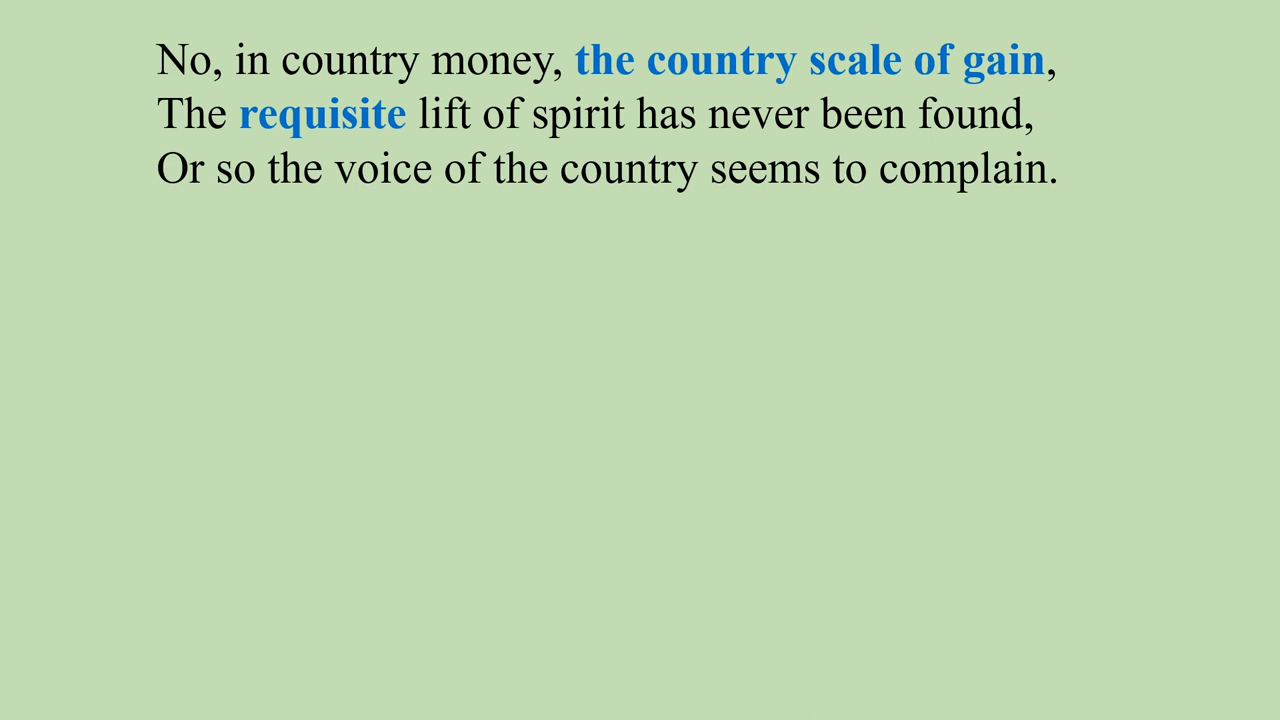 No, in country money, the country scale of gain,
The requisite lift of spirit has never been found,
Or so the voice of the country seems to complain.